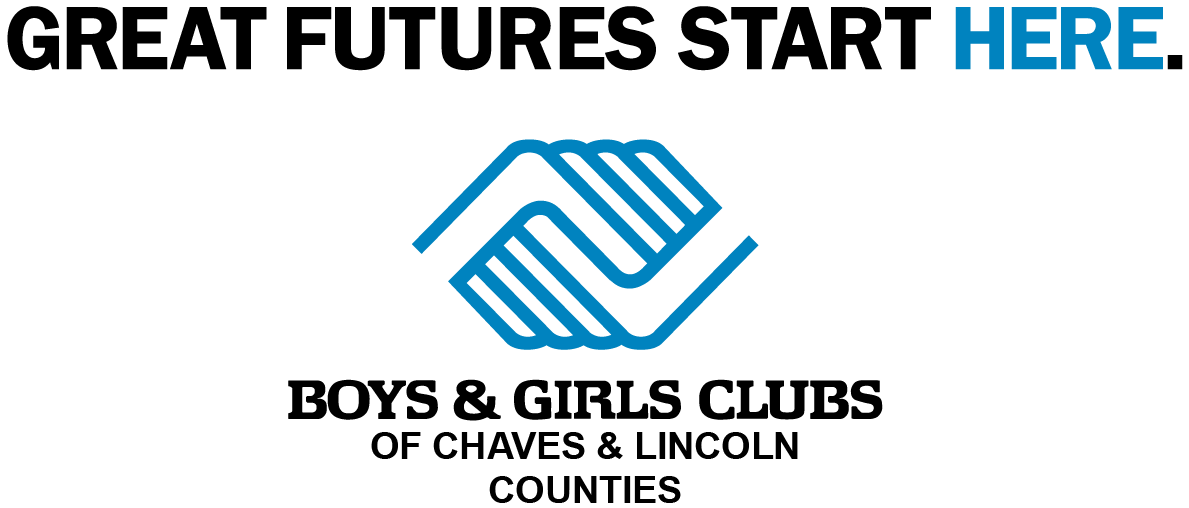 GREAT FUTURES START HERE.
BOYS & GIRLS CLUBS
OF CHAVES & LINCOLN
COUNTIES